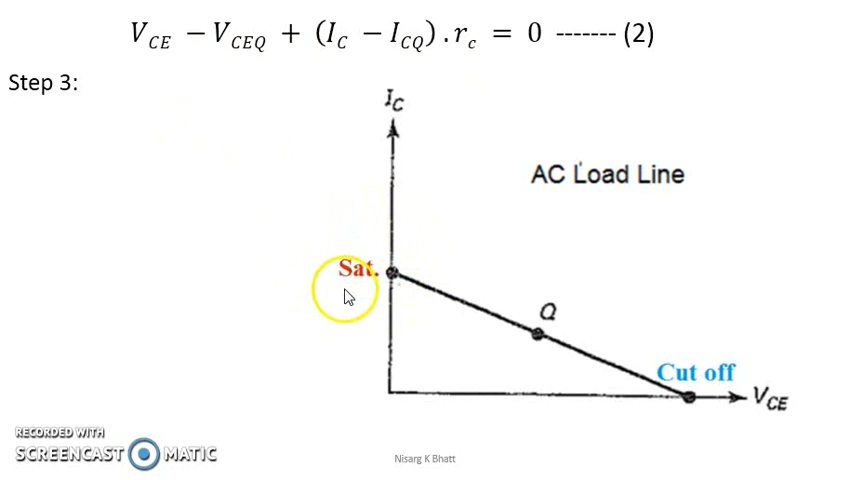 V_CE − V_CEQ + (I_C − I_CQ) . r_c = 0 ------- (2)
Step 3:
I_C
AC Load Line
Sat.
Q
Cut off
V_CE
RECORDED WITH
SCREENCAST MATIC
Nisarg K Bhatt